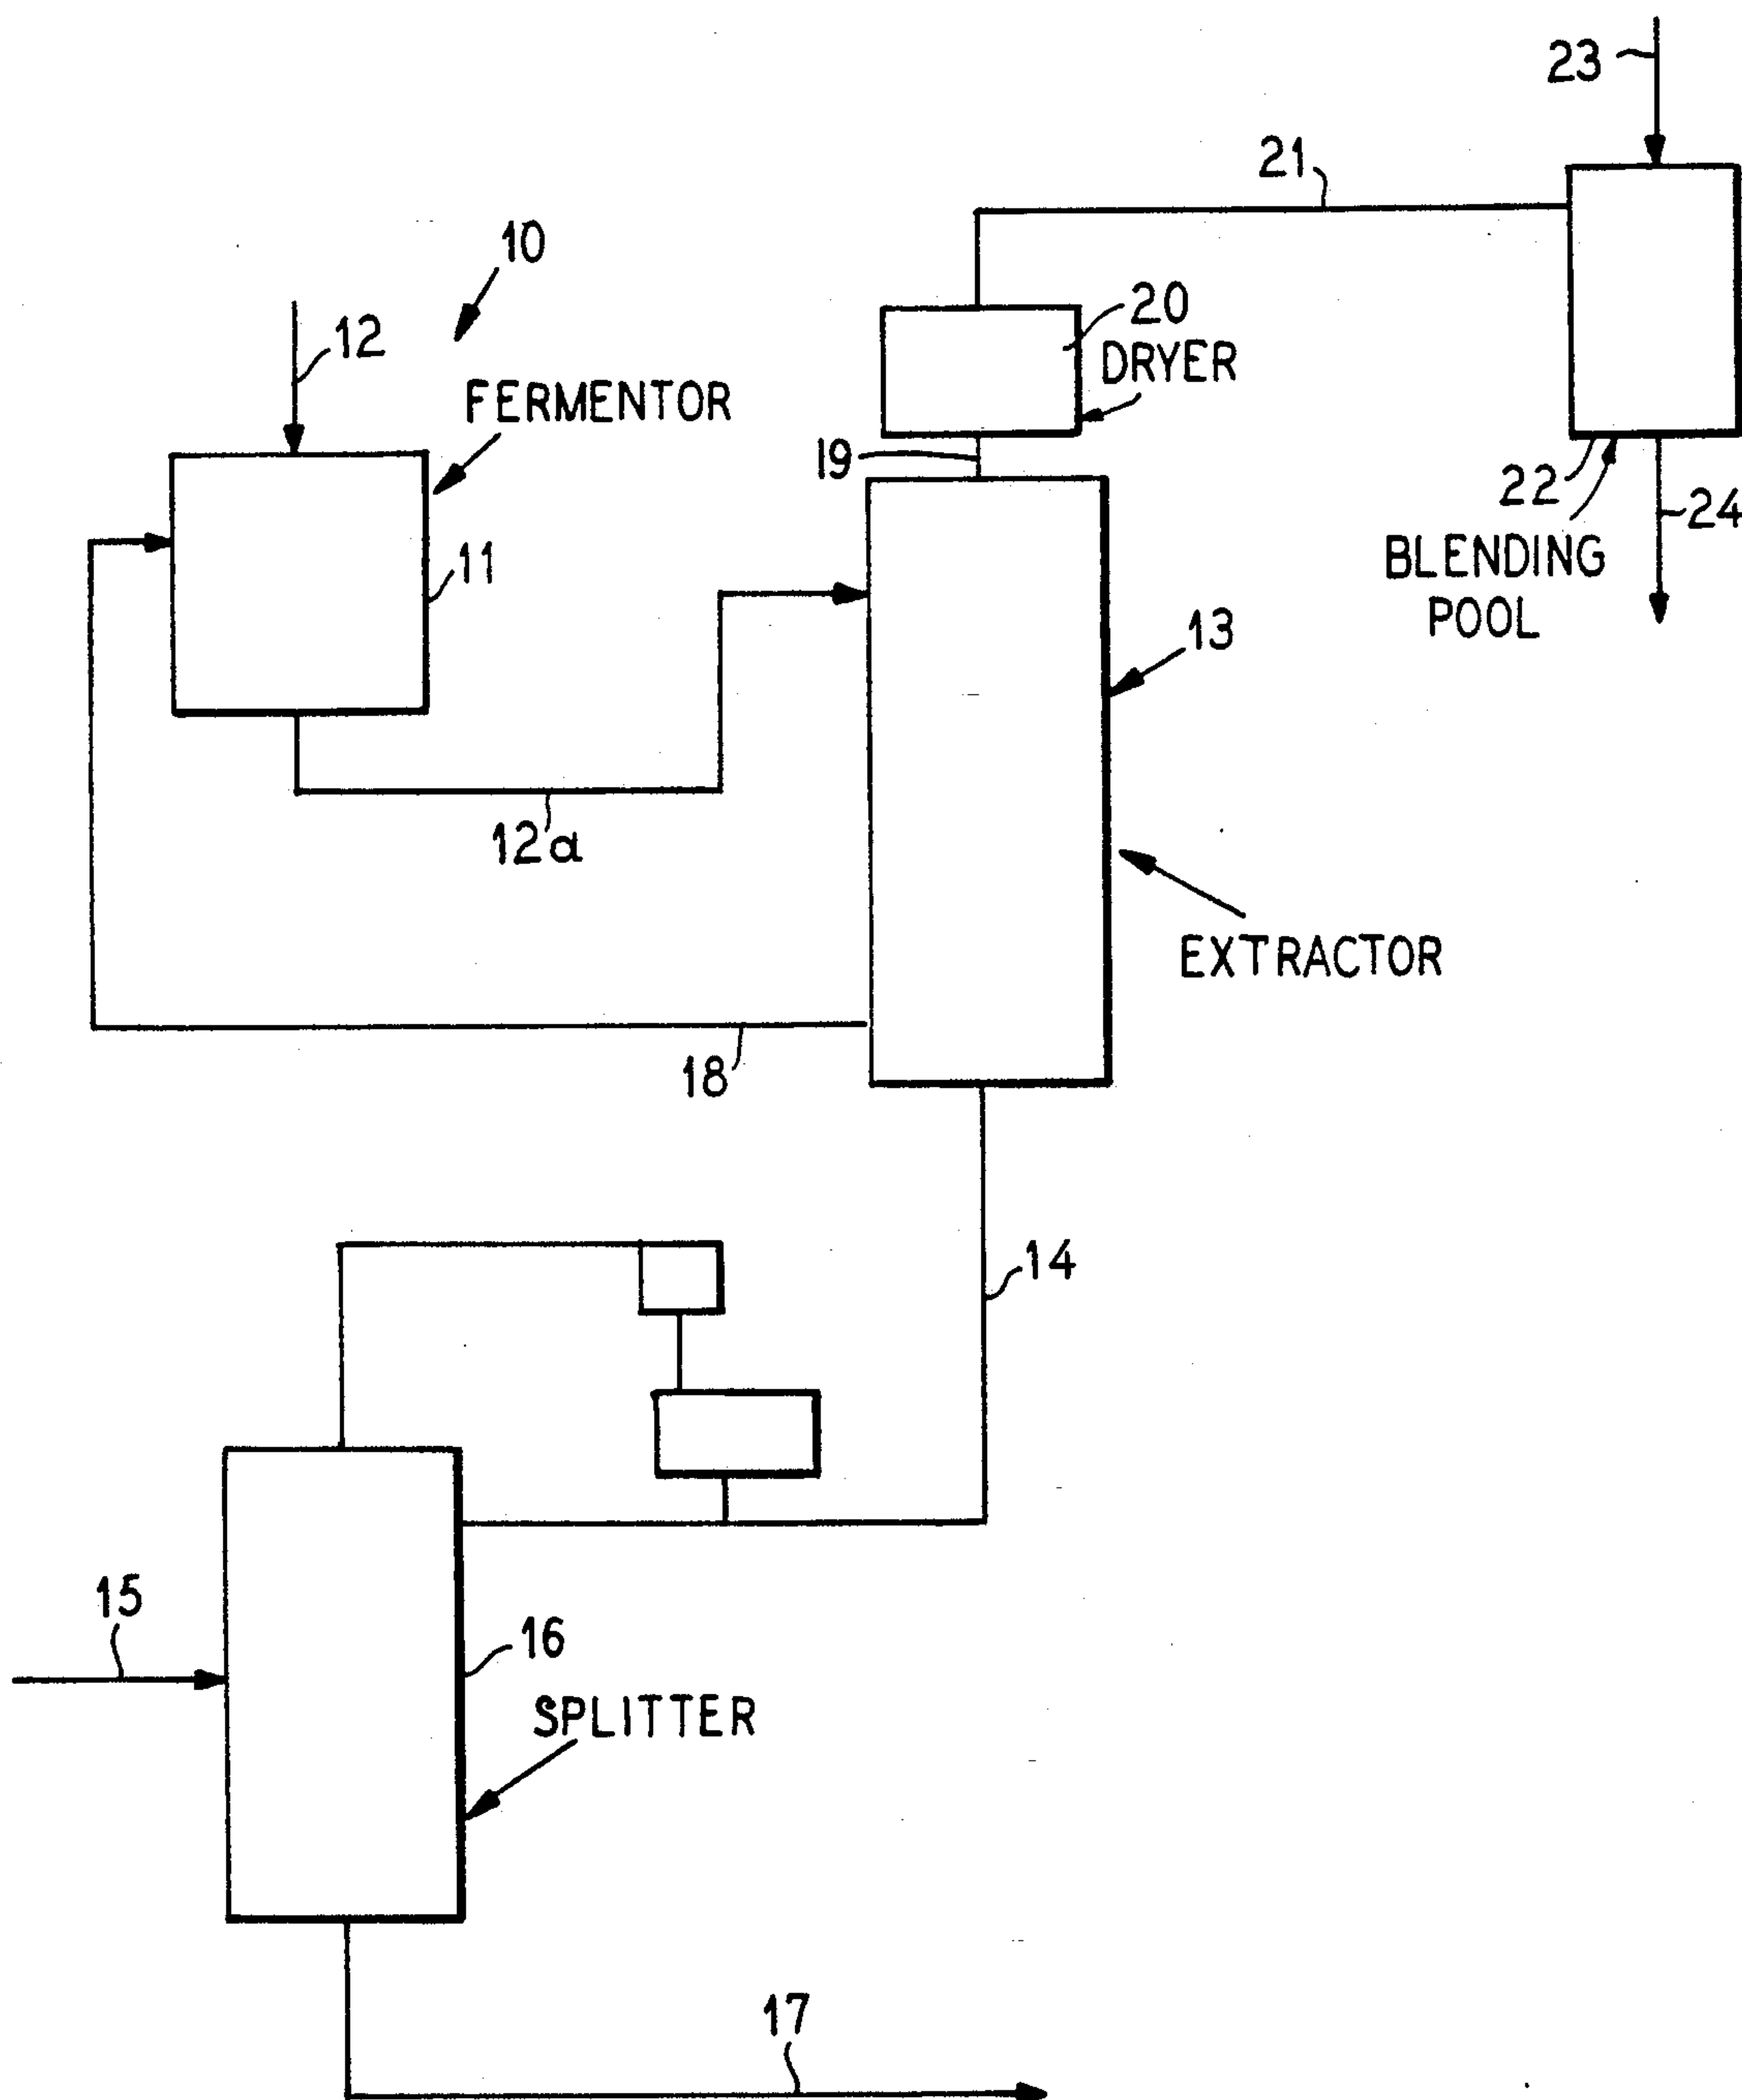 23
21
10
20
12
DRYER
FERMENTOR
19
22
24
11
BLENDING
POOL
13
12a
EXTRACTOR
18
14
15
16
SPLITTER
17